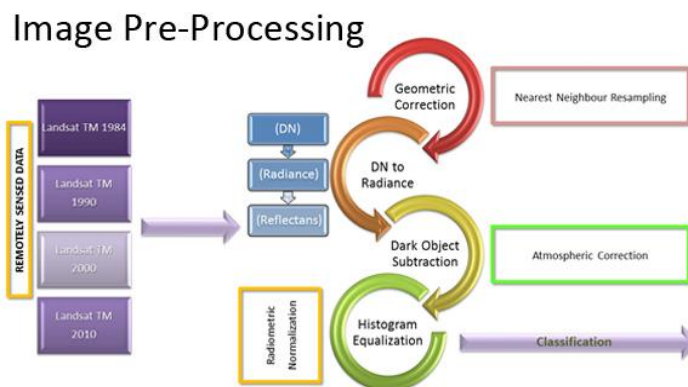 Image Pre-Processing
REMOTELY SENSED DATA
Landsat TM 1984
Landsat TM
1990
Landsat TM
2000
Landsat TM
2010
(DN)
(Radiance)
(Reflectans)
Geometric
Correction
DN to
Radiance
Dark Object
Subtraction
Histogram
Equalization
Radiometric
Normalization
Nearest Neighbour Resampling
Atmospheric Correction
Classification